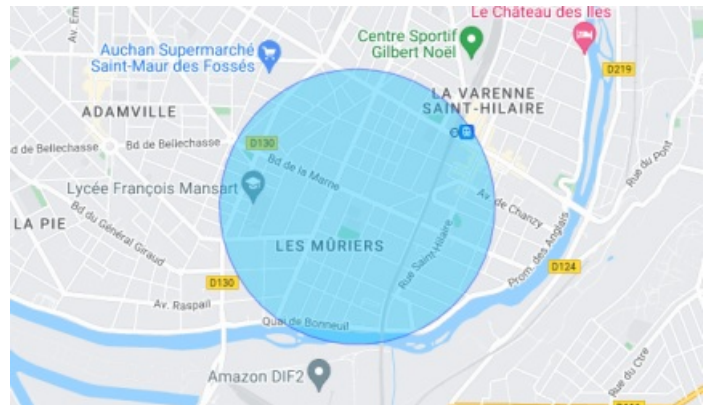 Le Château des Iles
Centre Sportif
Gilbert Noël
Auchan Supermarché
Saint-Maur des Fossés
Av. Em
D219
LA VARENNE
SAINT-HILAIRE
ADAMVILLE
d de Bellechasse
Bd de Bellechasse
D130
Bd de la Marne
Rue du Pont
Lycée François Mansart
Av. de Chanzy
LA PIE
Bd du Général Giraud
LES MÛRIERS
Rue Saint-Hilaire
Prom. des Anglais
D124
D130
Av. Raspail
Quai de Bonneuil
Amazon DIF2
Rue du Ctre